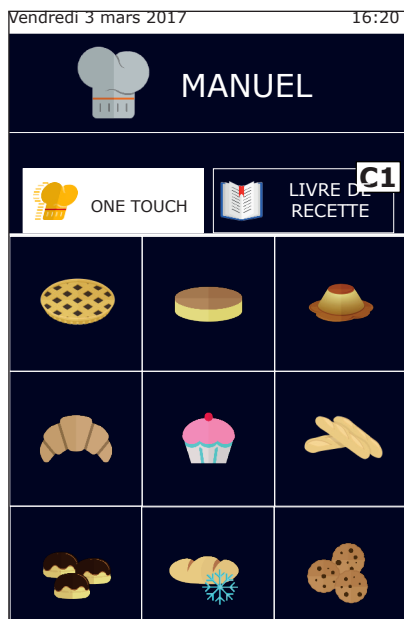 Vendredi 3 mars 2017 16:20
MANUEL
ONE TOUCH
LIVRE DE C1
RECETTE